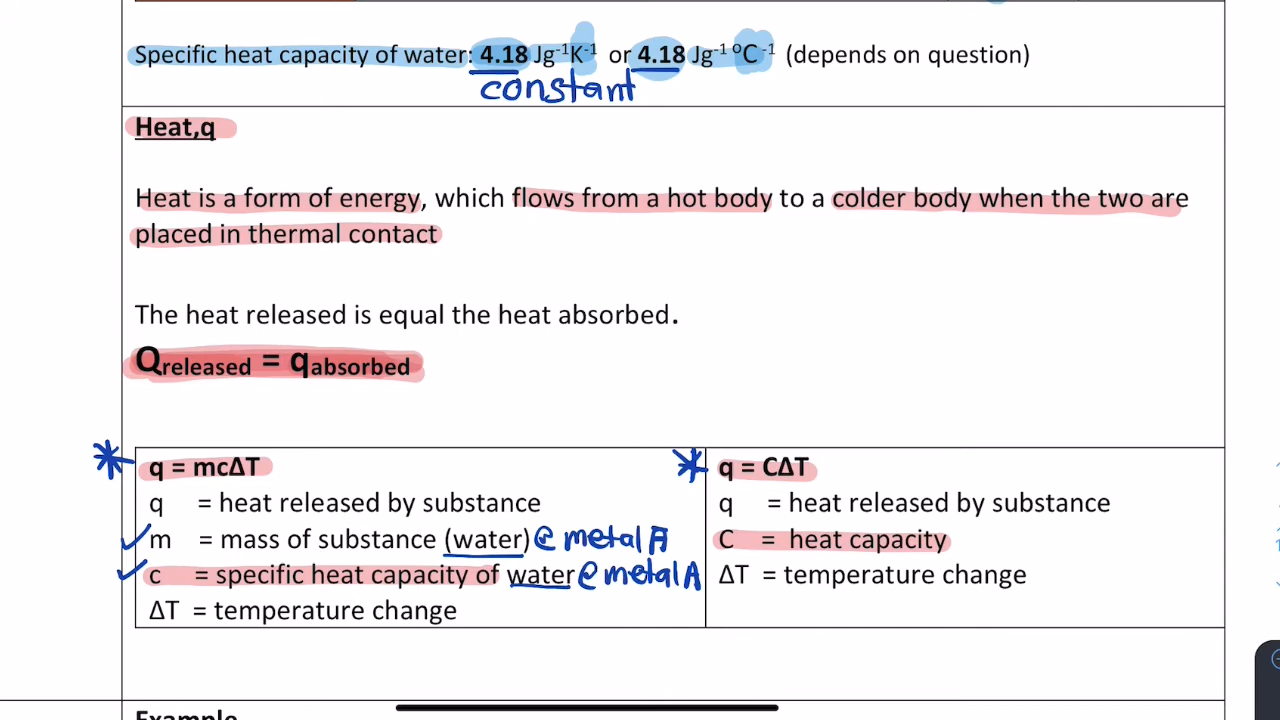 Specific heat capacity of water: 4.18 Jg⁻¹K⁻¹ or 4.18 Jg⁻¹ ⁰C⁻¹ (depends on question)
constant
Heat,q
Heat is a form of energy, which flows from a hot body to a colder body when the two are
placed in thermal contact
The heat released is equal the heat absorbed.
Qreleased = qabsorbed
* q = mcΔT
q = heat released by substance
m = mass of substance (water) @ metal A
c = specific heat capacity of water @ metal A
ΔT = temperature change
* q = CΔT
q = heat released by substance
C = heat capacity
ΔT = temperature change
Example